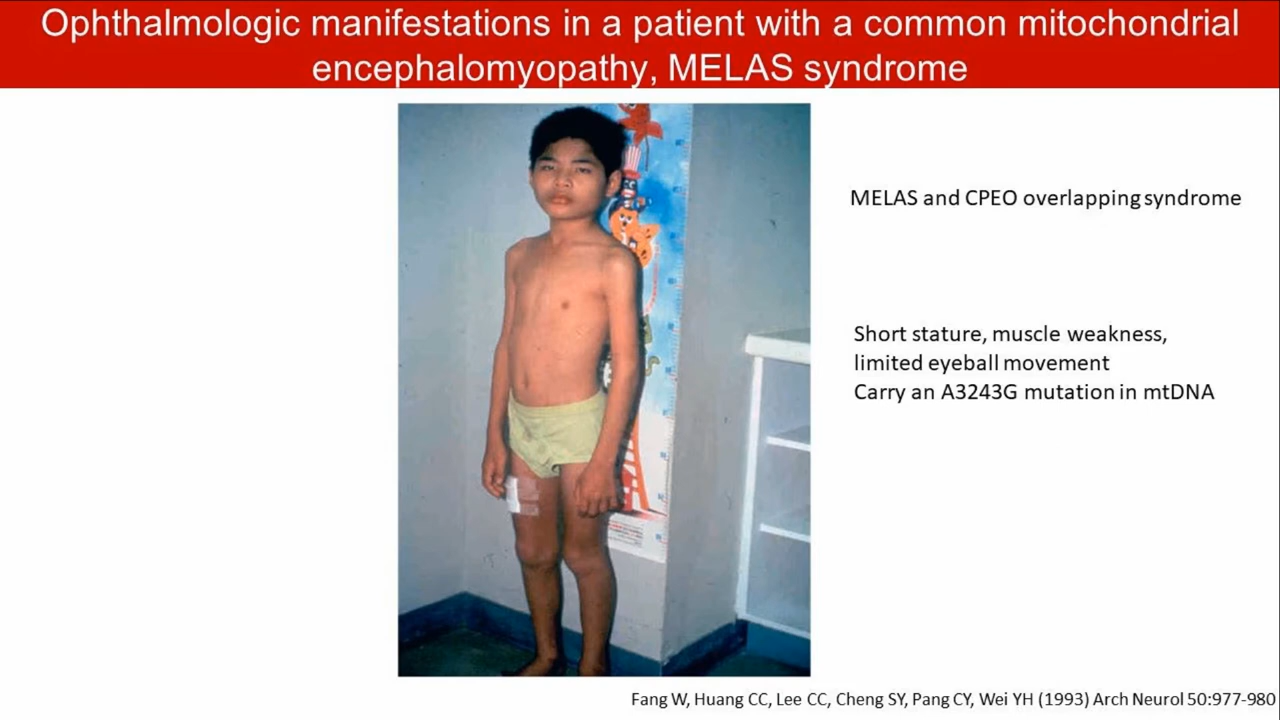 Ophthalmologic manifestations in a patient with a common mitochondrial
encephalomyopathy, MELAS syndrome
MELAS and CPEO overlapping syndrome
Short stature, muscle weakness,
limited eyeball movement
Carry an A3243G mutation in mtDNA
Fang W, Huang CC, Lee CC, Cheng SY, Pang CY, Wei YH (1993) Arch Neurol 50:977-980